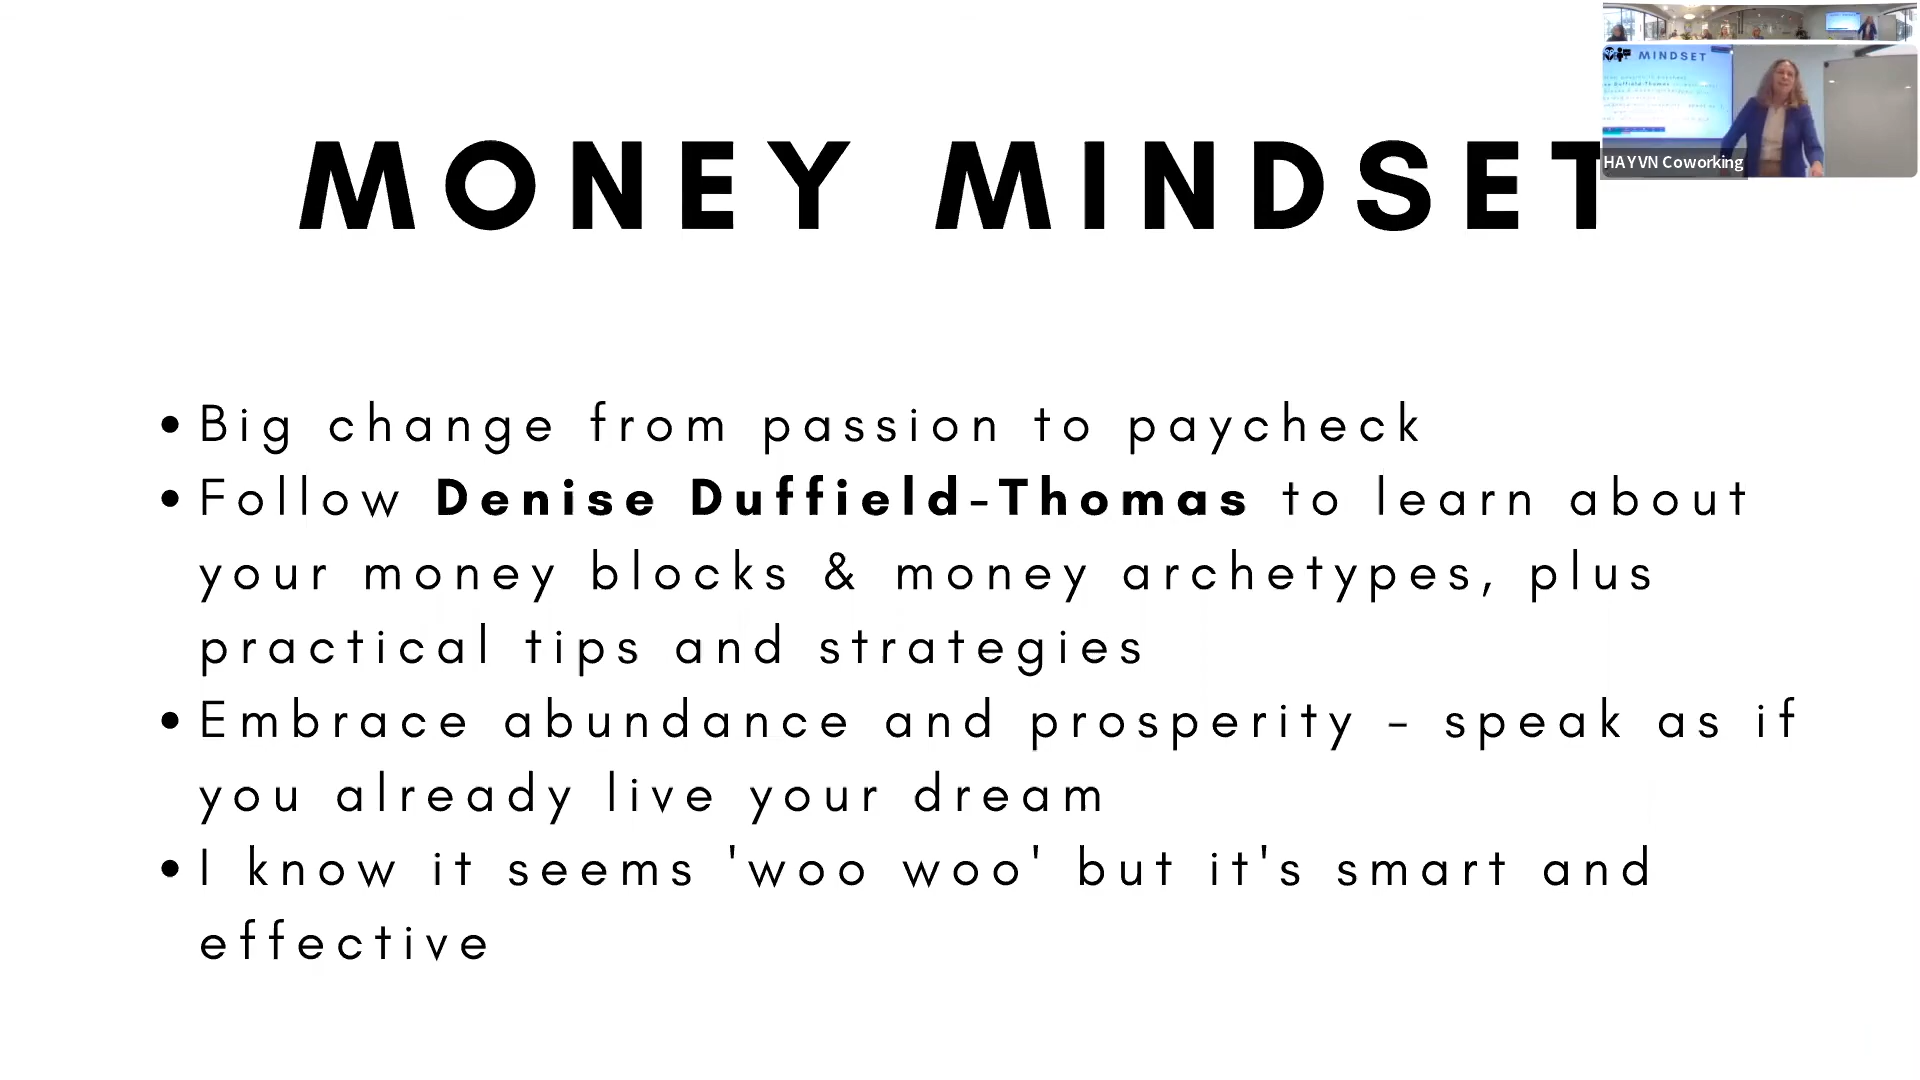 MONEY MINDSET
MINDSET
HAYVN Coworking
• Big change from passion to paycheck
• Follow Denise Duffield-Thomas to learn about
your money blocks & money archetypes, plus
practical tips and strategies
• Embrace abundance and prosperity - speak as if
you already live your dream
• I know it seems 'woo woo' but it's smart and
effective